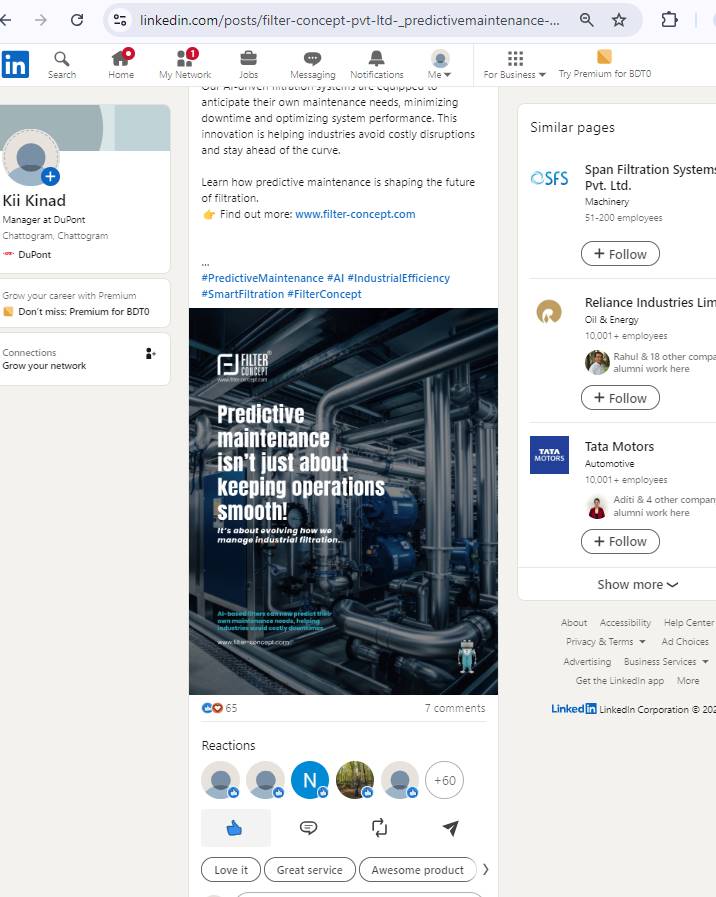 linkedin.com/posts/filter-concept-pvt-ltd-_predictivemaintenance-...
in
Search
Home
1
My Network
Jobs
Messaging
Notifications
Me
For Business
Try Premium for BDT0
Our AI-driven filtration systems are equipped to
anticipate their own maintenance needs, minimizing
downtime and optimizing system performance. This
innovation is helping industries avoid costly disruptions
and stay ahead of the curve.
Learn how predictive maintenance is shaping the future
of filtration.
👉 Find out more: www.filter-concept.com
...
#PredictiveMaintenance #AI #IndustrialEfficiency
#SmartFiltration #FilterConcept
Kii Kinad
Manager at DuPont
Chattogram, Chattogram
DuPont
Grow your career with Premium
Don't miss: Premium for BDT0
Connections
Grow your network
FILTER
CONCEPT
www.filter-concept.com
Predictive
maintenance
isn't just about
keeping operations
smooth!
It's about evolving how we
manage industrial filtration.
AI-based filters can now predict their
own maintenance needs, helping
industries avoid costly downtimes
www.filter-concept.com
65
7 comments
Reactions
N
+60
Love it
Great service
Awesome product
Similar pages
SFS
Span Filtration Systems
Pvt. Ltd.
Machinery
51-200 employees
+ Follow
Reliance Industries Lim
Oil & Energy
10,001+ employees
Rahul & 18 other compa
alumni work here
+ Follow
TATA
MOTORS
Tata Motors
Automotive
10,001+ employees
Aditi & 4 other compan
alumni work here
+ Follow
Show more
About Accessibility Help Center
Privacy & Terms Ad Choices
Advertising Business Services
Get the LinkedIn app More
LinkedIn LinkedIn Corporation © 202